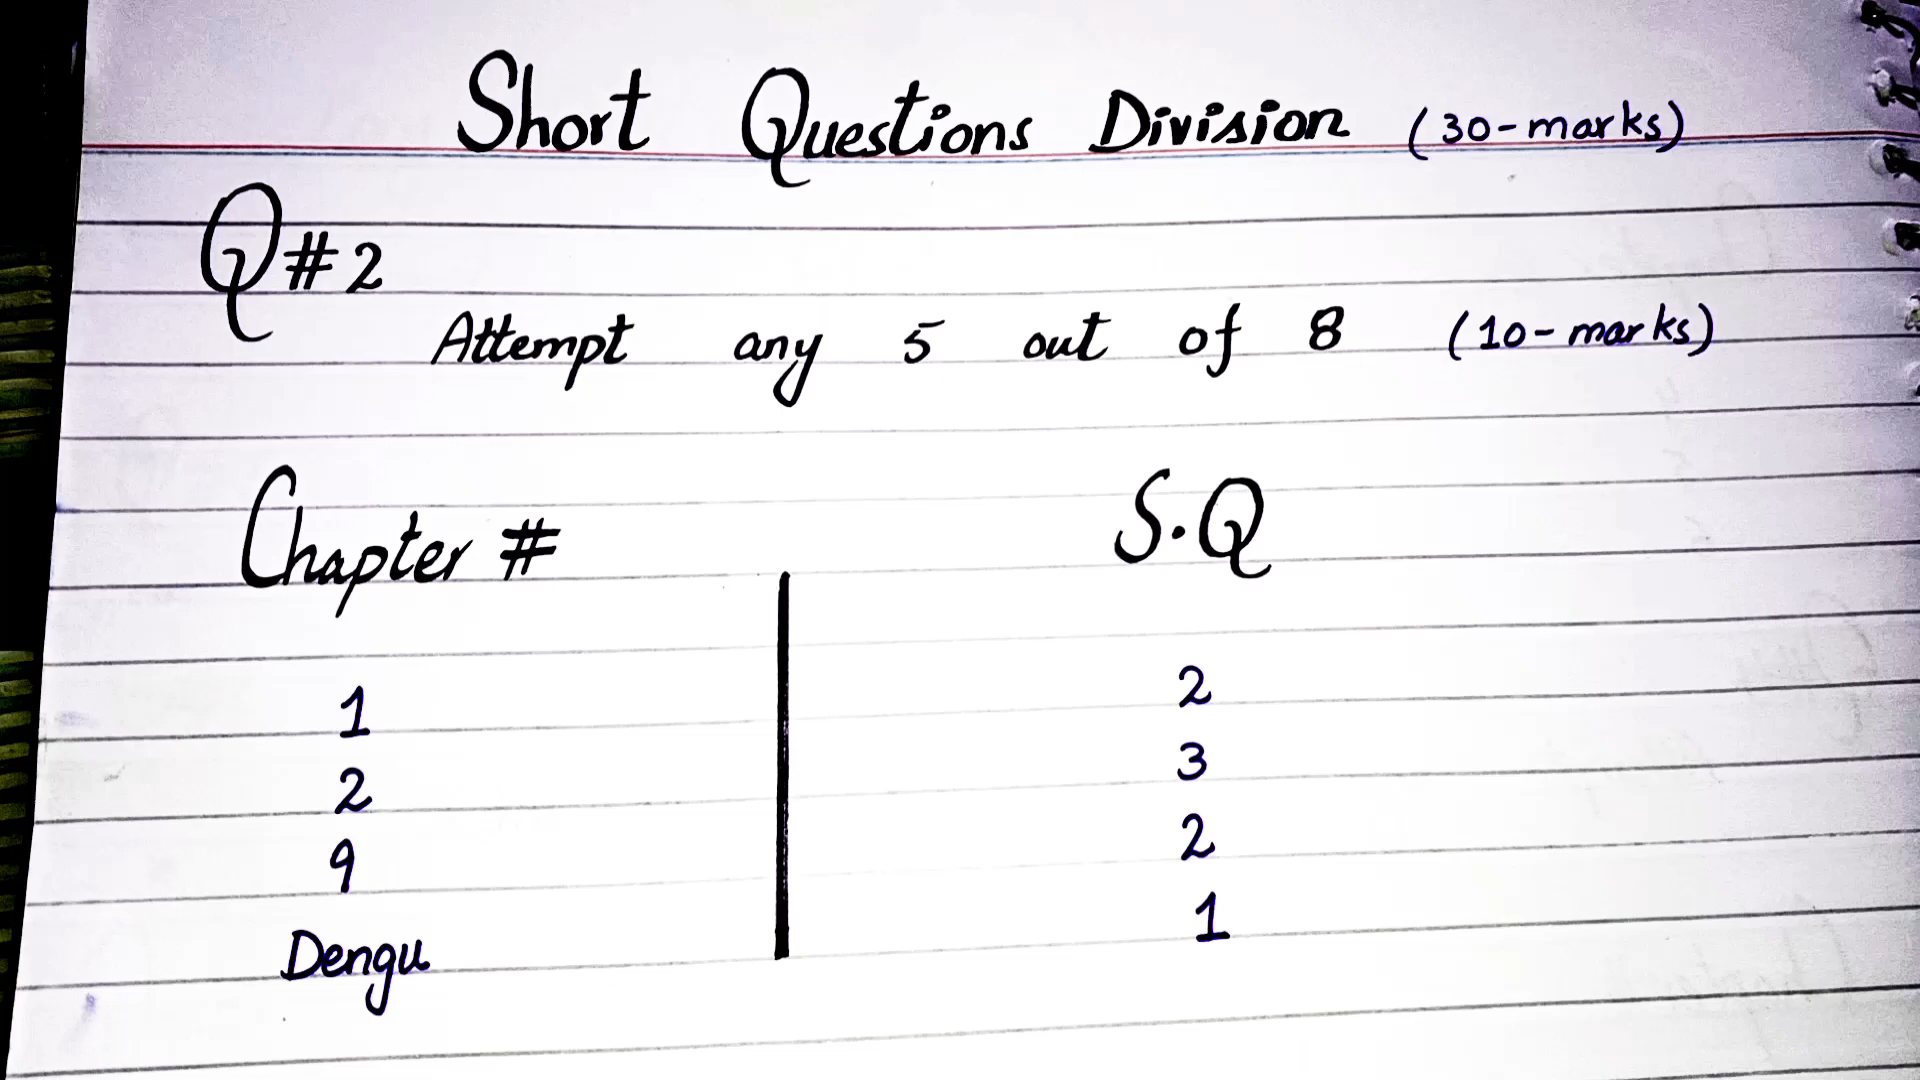 Short Questions Division (30-marks)
Q#2
Attempt any 5 out of 8 (10-marks)
Chapter # S.Q
1 2
2 3
9 2
Dengu 1